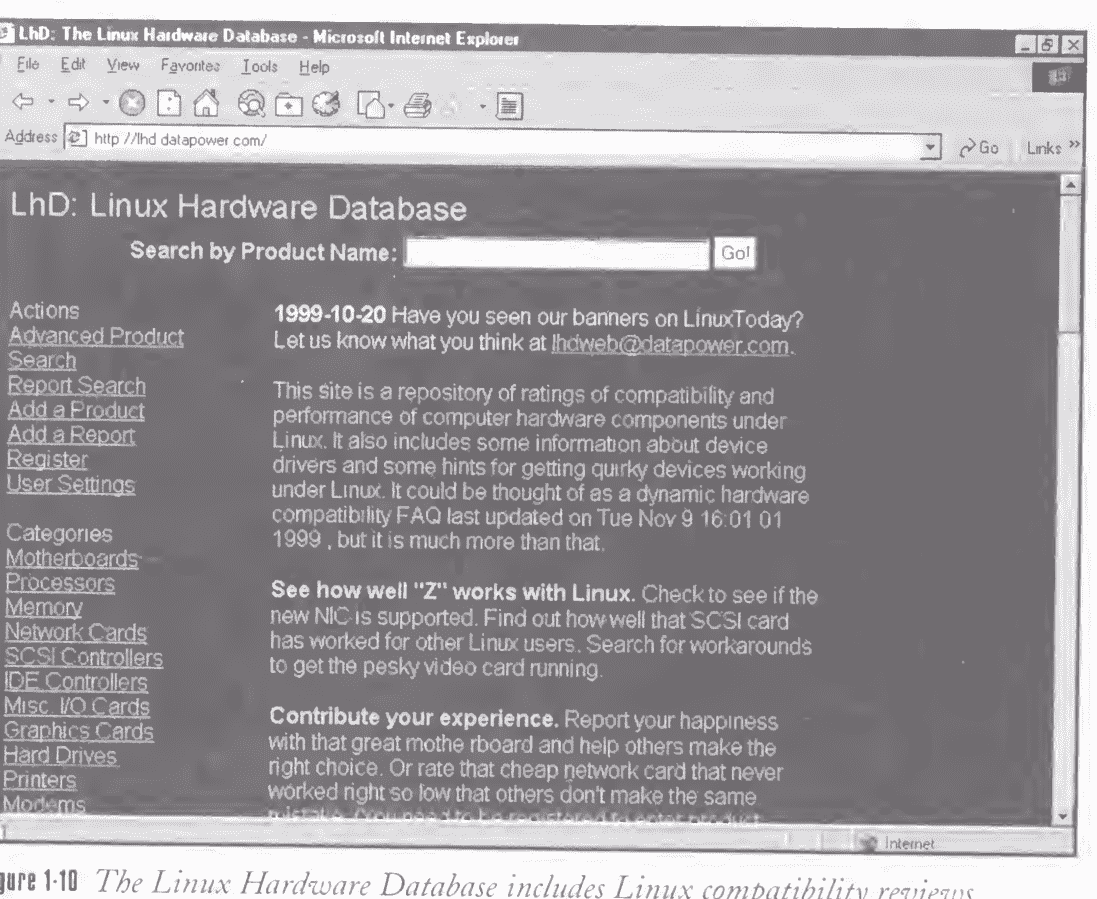 LhD: The Linux Hardware Database - Microsoft Internet Explorer
File Edit View Favorites Tools Help
Address http //lhd datapower com/ Go Links »
LhD: Linux Hardware Database
Search by Product Name: Go!
Actions
Advanced Product
Search
Report Search
Add a Product
Add a Report
Register
User Settings
Categories
Motherboards
Processors
Memory
Network Cards
SCSI Controllers
IDE Controllers
Misc. I/O Cards
Graphics Cards
Hard Drives
Printers
Modems
1999-10-20 Have you seen our banners on LinuxToday?
Let us know what you think at lhdweb@datapower.com.
This site is a repository of ratings of compatibility and
performance of computer hardware components under
Linux. It also includes some information about device
drivers and some hints for getting quirky devices working
under Linux. It could be thought of as a dynamic hardware
compatibility FAQ last updated on Tue Nov 9 16:01 01
1999 , but it is much more than that.
See how well "Z" works with Linux. Check to see if the
new NIC is supported. Find out how well that SCSI card
has worked for other Linux users. Search for workarounds
to get the pesky video card running.
Contribute your experience. Report your happiness
with that great mothe rboard and help others make the
right choice. Or rate that cheap network card that never
worked right so low that others don't make the same
Internet
gure 1-10 The Linux Hardware Database includes Linux compatibility reviews